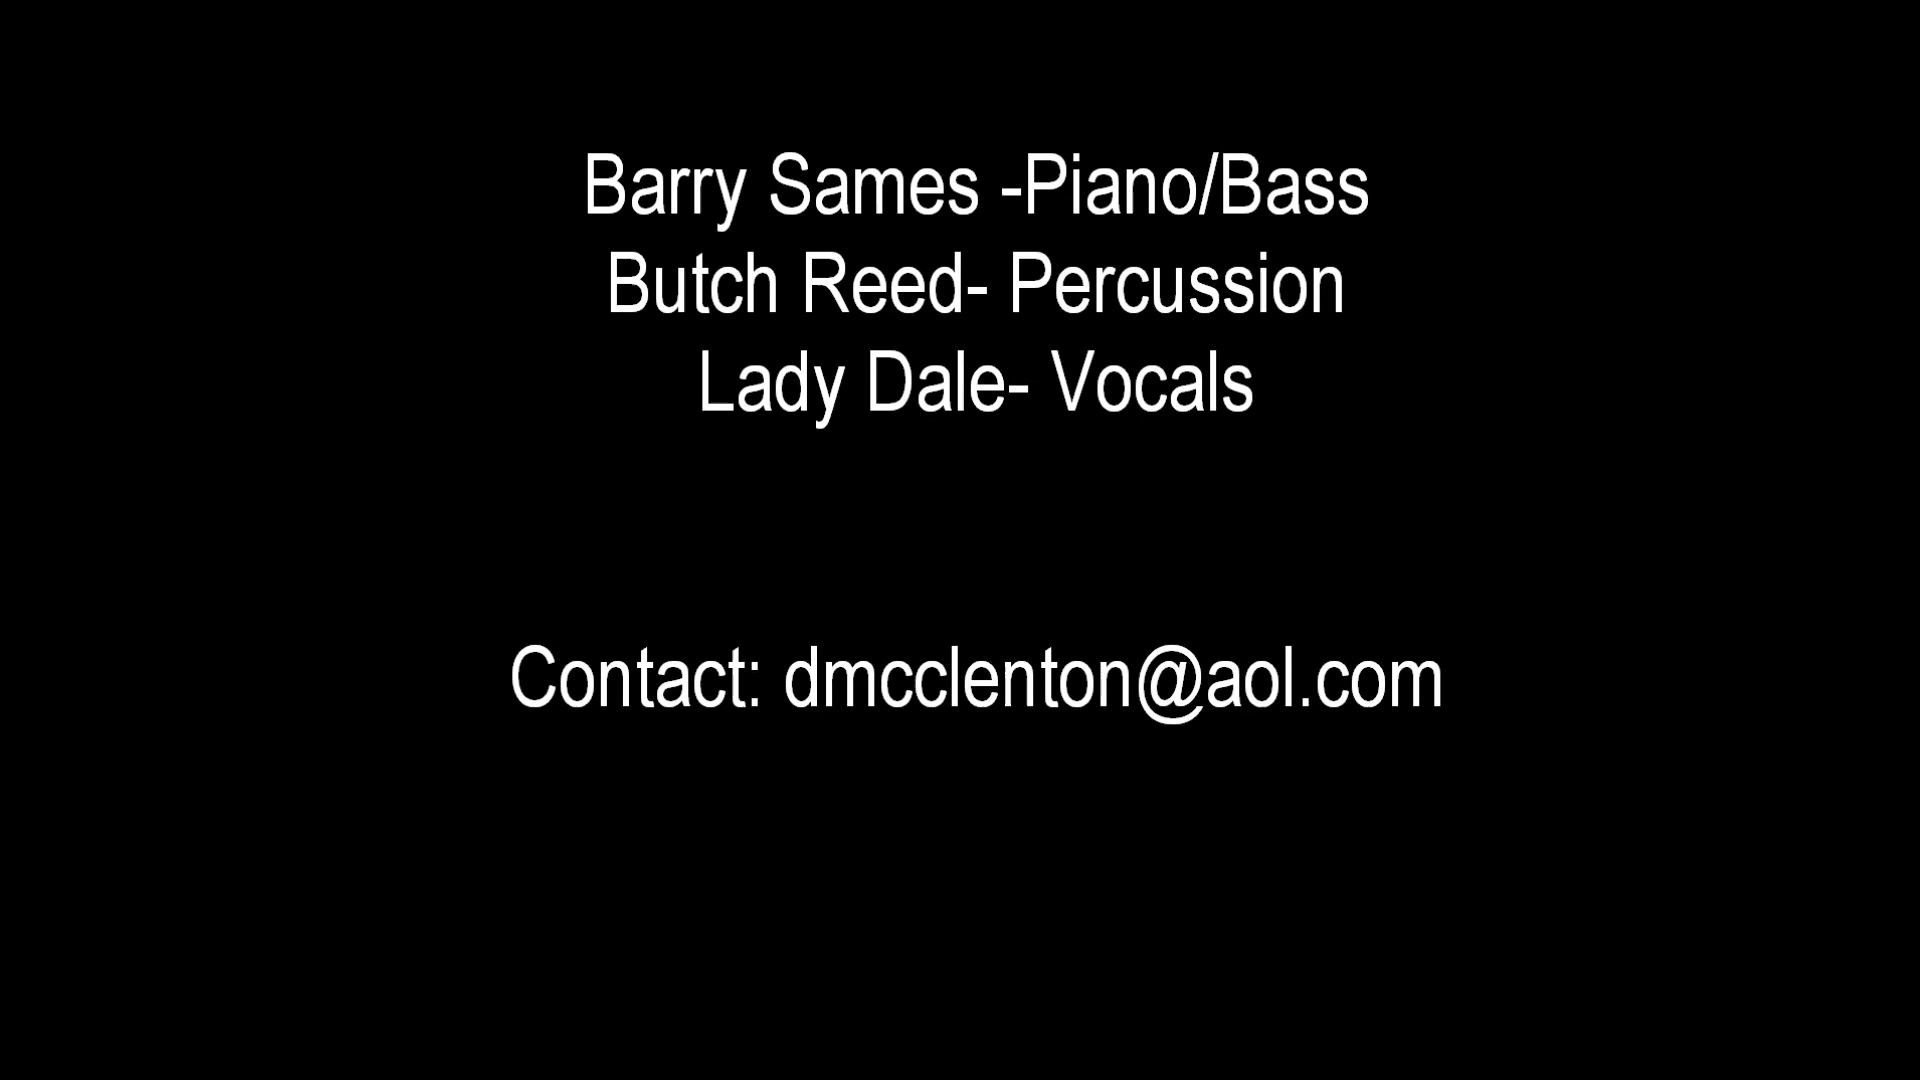 Barry Sames -Piano/Bass
Butch Reed- Percussion
Lady Dale- Vocals
Contact: dmcclenton@aol.com